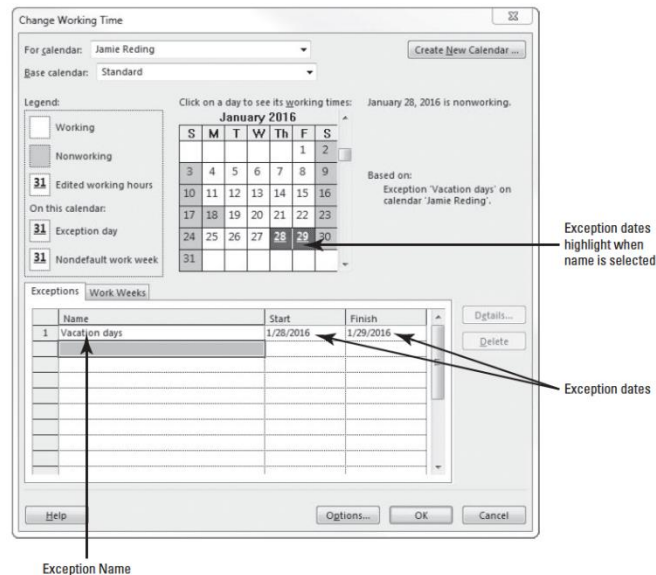 Change Working Time
For calendar: Jamie Reding
Create New Calendar ...
Base calendar: Standard
Legend:
Working
Nonworking
31 Edited working hours
On this calendar:
31 Exception day
31 Nondefault work week
Click on a day to see its working times:
January 2016
S M T W Th F S
1 2
3 4 5 6 7 8 9
10 11 12 13 14 15 16
17 18 19 20 21 22 23
24 25 26 27 28 29 30
31
January 28, 2016 is nonworking.
Based on:
Exception 'Vacation days' on
calendar 'Jamie Reding'.
Exception dates
highlight when
name is selected
Exceptions Work Weeks
Name Start Finish
1 Vacation days 1/28/2016 1/29/2016
Details...
Delete
Exception dates
Help
Options...
OK
Cancel
Exception Name